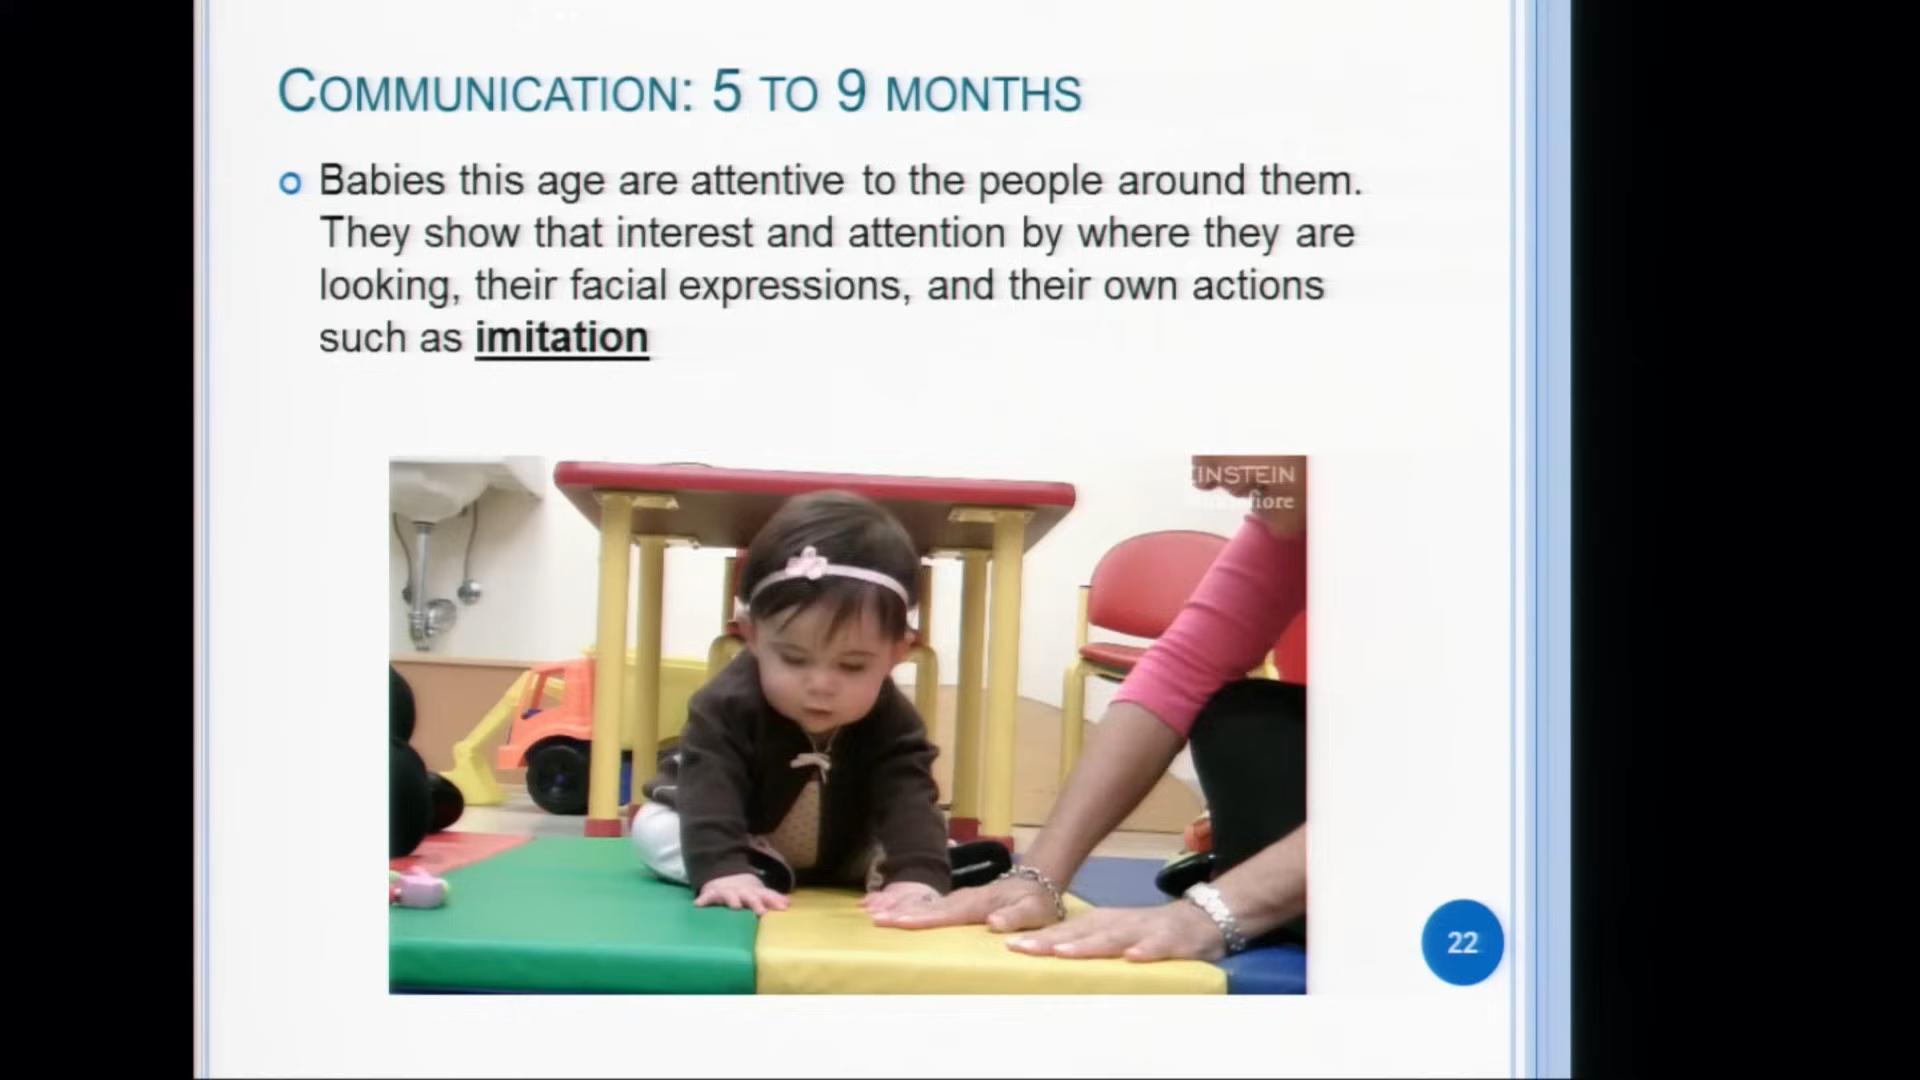 COMMUNICATION: 5 TO 9 MONTHS
Babies this age are attentive to the people around them.
They show that interest and attention by where they are
looking, their facial expressions, and their own actions
such as imitation
EINSTEIN
22